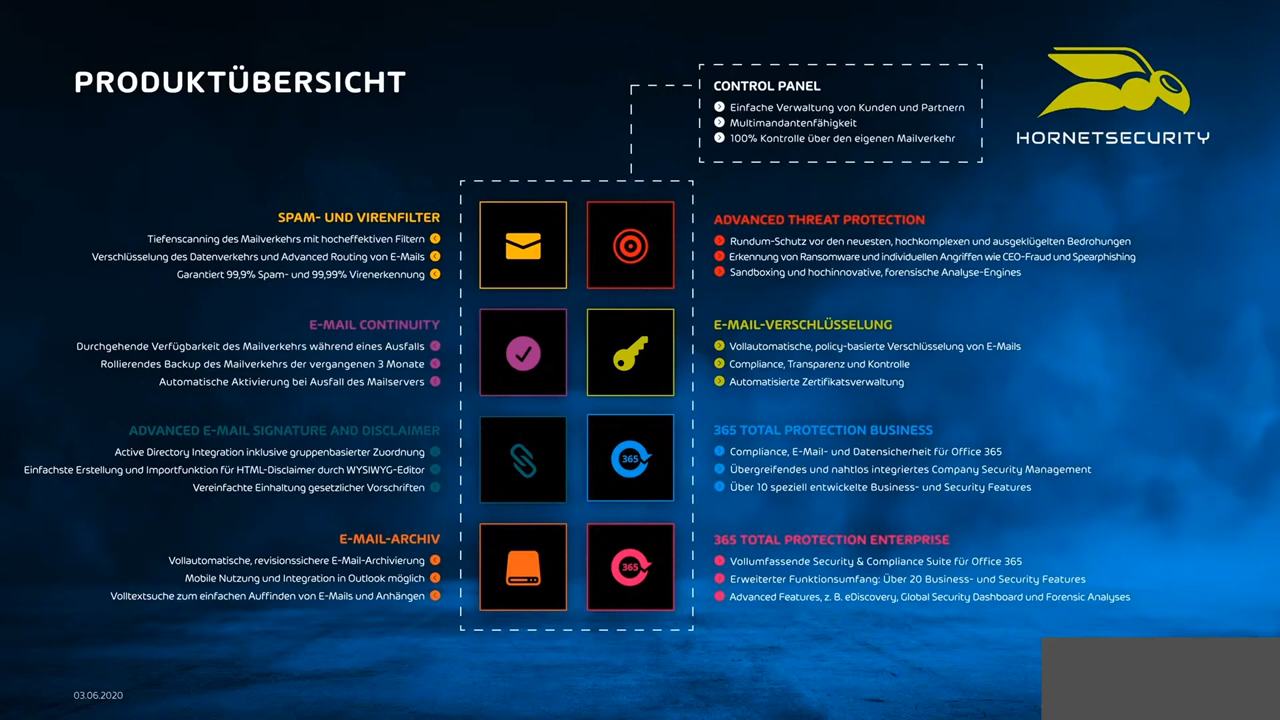 PRODUKTÜBERSICHT
CONTROL PANEL
Einfache Verwaltung von Kunden und Partnern
Multimandantenfähigkeit
100% Kontrolle über den eigenen Mailverkehr
HORNETSECURITY
SPAM- UND VIRENFILTER
Tiefenscanning des Mailverkehrs mit hocheffektiven Filtern
Verschlüsselung des Datenverkehrs und Advanced Routing von E-Mails
Garantiert 99,9% Spam- und 99,99% Virenerkennung
ADVANCED THREAT PROTECTION
Rundum-Schutz vor den neuesten, hochkomplexen und ausgeklügelten Bedrohungen
Erkennung von Ransomware und individuellen Angriffen wie CEO-Fraud und Spearphishing
Sandboxing und hochinnovative, forensische Analyse-Engines
E-MAIL CONTINUITY
Durchgehende Verfügbarkeit des Mailverkehrs während eines Ausfalls
Rollierendes Backup des Mailverkehrs der vergangenen 3 Monate
Automatische Aktivierung bei Ausfall des Mailservers
E-MAIL-VERSCHLÜSSELUNG
Vollautomatische, policy-basierte Verschlüsselung von E-Mails
Compliance, Transparenz und Kontrolle
Automatisierte Zertifikatsverwaltung
ADVANCED E-MAIL SIGNATURE AND DISCLAIMER
Active Directory Integration inklusive gruppenbasierter Zuordnung
Einfachste Erstellung und Importfunktion für HTML-Disclaimer durch WYSIWYG-Editor
Vereinfachte Einhaltung gesetzlicher Vorschriften
365
365 TOTAL PROTECTION BUSINESS
Compliance, E-Mail- und Datensicherheit für Office 365
Übergreifendes und nahtlos integriertes Company Security Management
Über 10 speziell entwickelte Business- und Security Features
E-MAIL-ARCHIV
Vollautomatische, revisionssichere E-Mail-Archivierung
Mobile Nutzung und Integration in Outlook möglich
Volltextsuche zum einfachen Auffinden von E-Mails und Anhängen
365
365 TOTAL PROTECTION ENTERPRISE
Vollumfassende Security & Compliance Suite für Office 365
Erweiterter Funktionsumfang: Über 20 Business- und Security Features
Advanced Features, z. B. eDiscovery, Global Security Dashboard und Forensic Analyses
03.06.2020